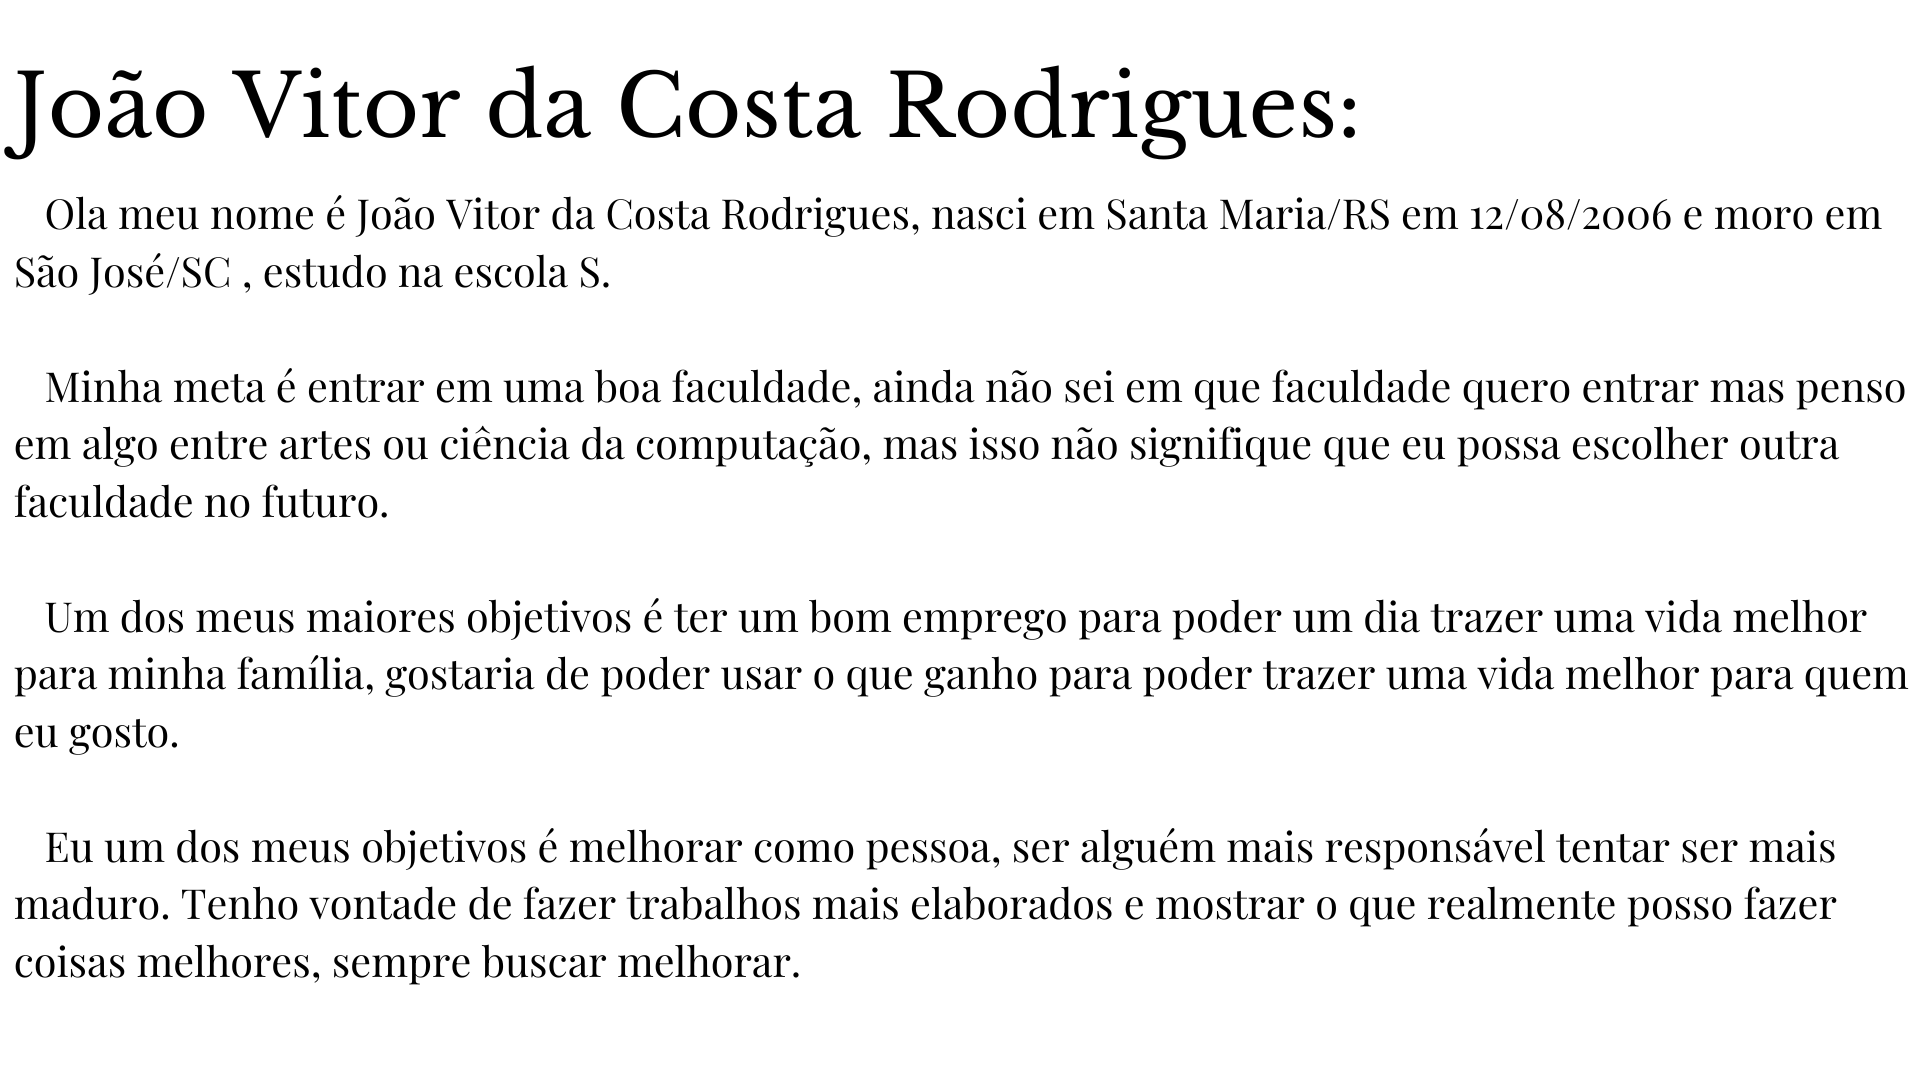 João Vitor da Costa Rodrigues:
Ola meu nome é João Vitor da Costa Rodrigues, nasci em Santa Maria/RS em 12/08/2006 e moro em
São José/SC , estudo na escola S.
Minha meta é entrar em uma boa faculdade, ainda não sei em que faculdade quero entrar mas penso
em algo entre artes ou ciência da computação, mas isso não signifique que eu possa escolher outra
faculdade no futuro.
Um dos meus maiores objetivos é ter um bom emprego para poder um dia trazer uma vida melhor
para minha família, gostaria de poder usar o que ganho para poder trazer uma vida melhor para quem
eu gosto.
Eu um dos meus objetivos é melhorar como pessoa, ser alguém mais responsável tentar ser mais
maduro. Tenho vontade de fazer trabalhos mais elaborados e mostrar o que realmente posso fazer
coisas melhores, sempre buscar melhorar.